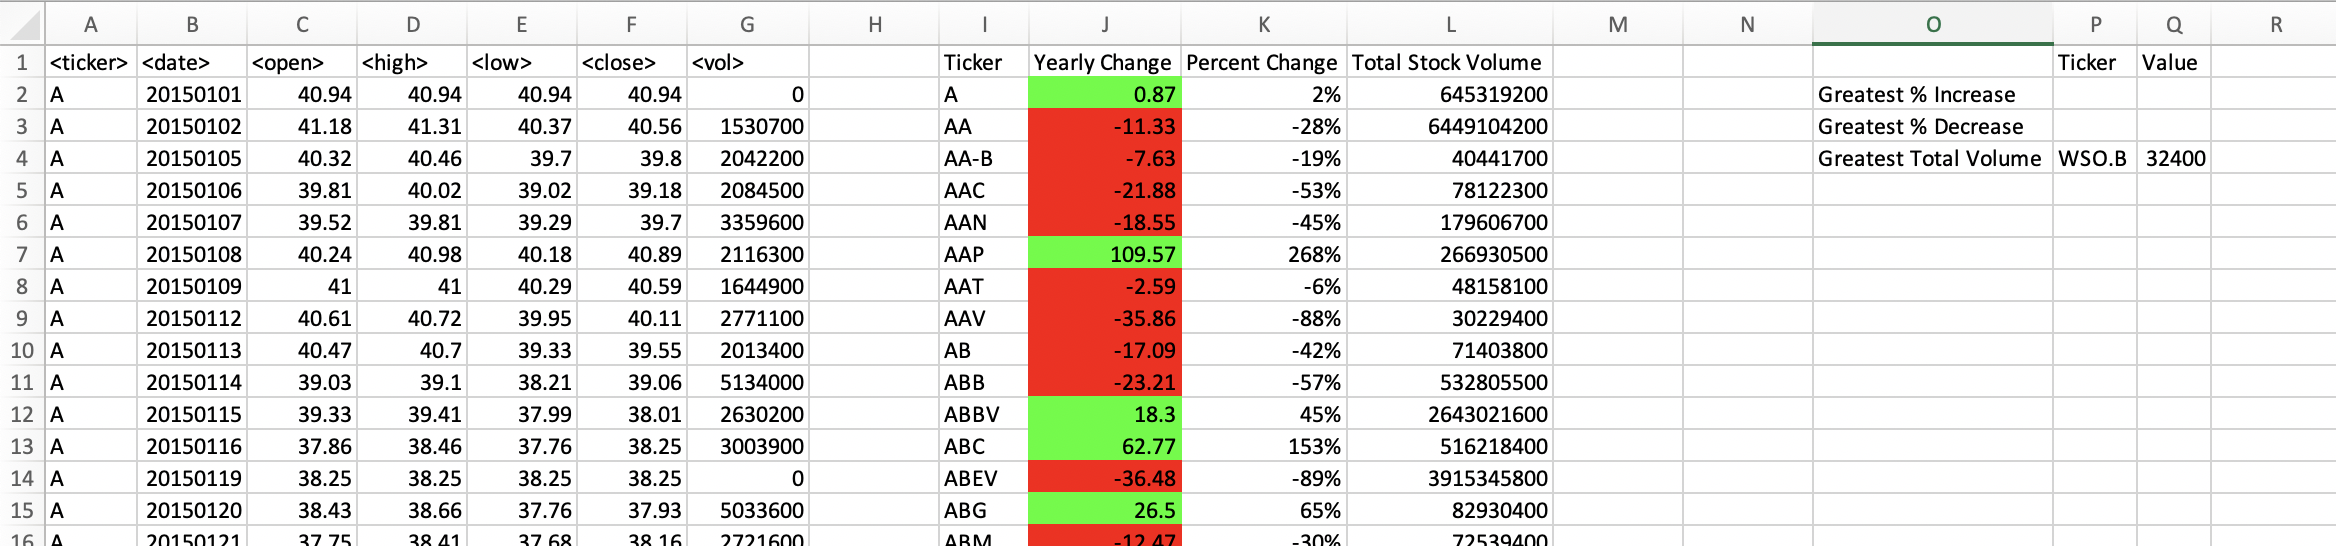 A B C D E F G H I J K L M N O P Q R
1 <ticker> <date> <open> <high> <low> <close> <vol> Ticker Yearly Change Percent Change Total Stock Volume Ticker Value
2 A 20150101 40.94 40.94 40.94 40.94 0 A 0.87 2% 645319200 Greatest % Increase
3 A 20150102 41.18 41.31 40.37 40.56 1530700 AA -11.33 -28% 6449104200 Greatest % Decrease
4 A 20150105 40.32 40.46 39.7 39.8 2042200 AA-B -7.63 -19% 40441700 Greatest Total Volume WSO.B 32400
5 A 20150106 39.81 40.02 39.02 39.18 2084500 AAC -21.88 -53% 78122300
6 A 20150107 39.52 39.81 39.29 39.7 3359600 AAN -18.55 -45% 179606700
7 A 20150108 40.24 40.98 40.18 40.89 2116300 AAP 109.57 268% 266930500
8 A 20150109 41 41 40.29 40.59 1644900 AAT -2.59 -6% 48158100
9 A 20150112 40.61 40.72 39.95 40.11 2771100 AAV -35.86 -88% 30229400
10 A 20150113 40.47 40.7 39.33 39.55 2013400 AB -17.09 -42% 71403800
11 A 20150114 39.03 39.1 38.21 39.06 5134000 ABB -23.21 -57% 532805500
12 A 20150115 39.33 39.41 37.99 38.01 2630200 ABBV 18.3 45% 2643021600
13 A 20150116 37.86 38.46 37.76 38.25 3003900 ABC 62.77 153% 516218400
14 A 20150119 38.25 38.25 38.25 38.25 0 ABEV -36.48 -89% 3915345800
15 A 20150120 38.43 38.66 37.76 37.93 5033600 ABG 26.5 65% 82930400
16 A 20150121 37.75 38.41 37.68 38.16 2721600 ABM -12.47 -30% 72539400